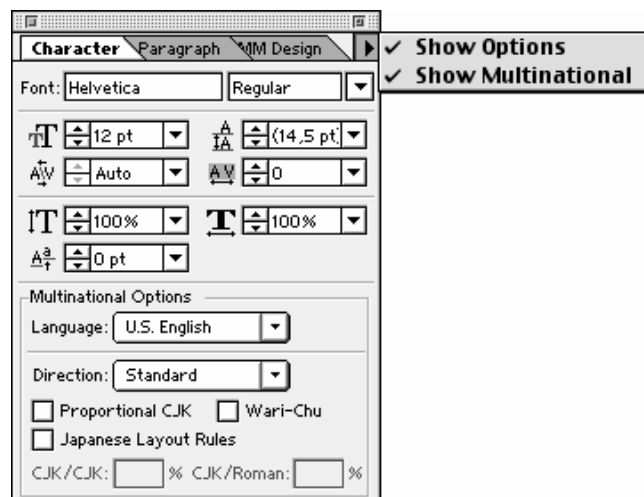 Character Paragraph MM Design
✓ Show Options
✓ Show Multinational
Font: Helvetica Regular
12 pt (14,5 pt)
Auto 0
100% 100%
0 pt
Multinational Options
Language: U.S. English
Direction: Standard
Proportional CJK Wari-Chu
Japanese Layout Rules
CJK/CJK: % CJK/Roman: %